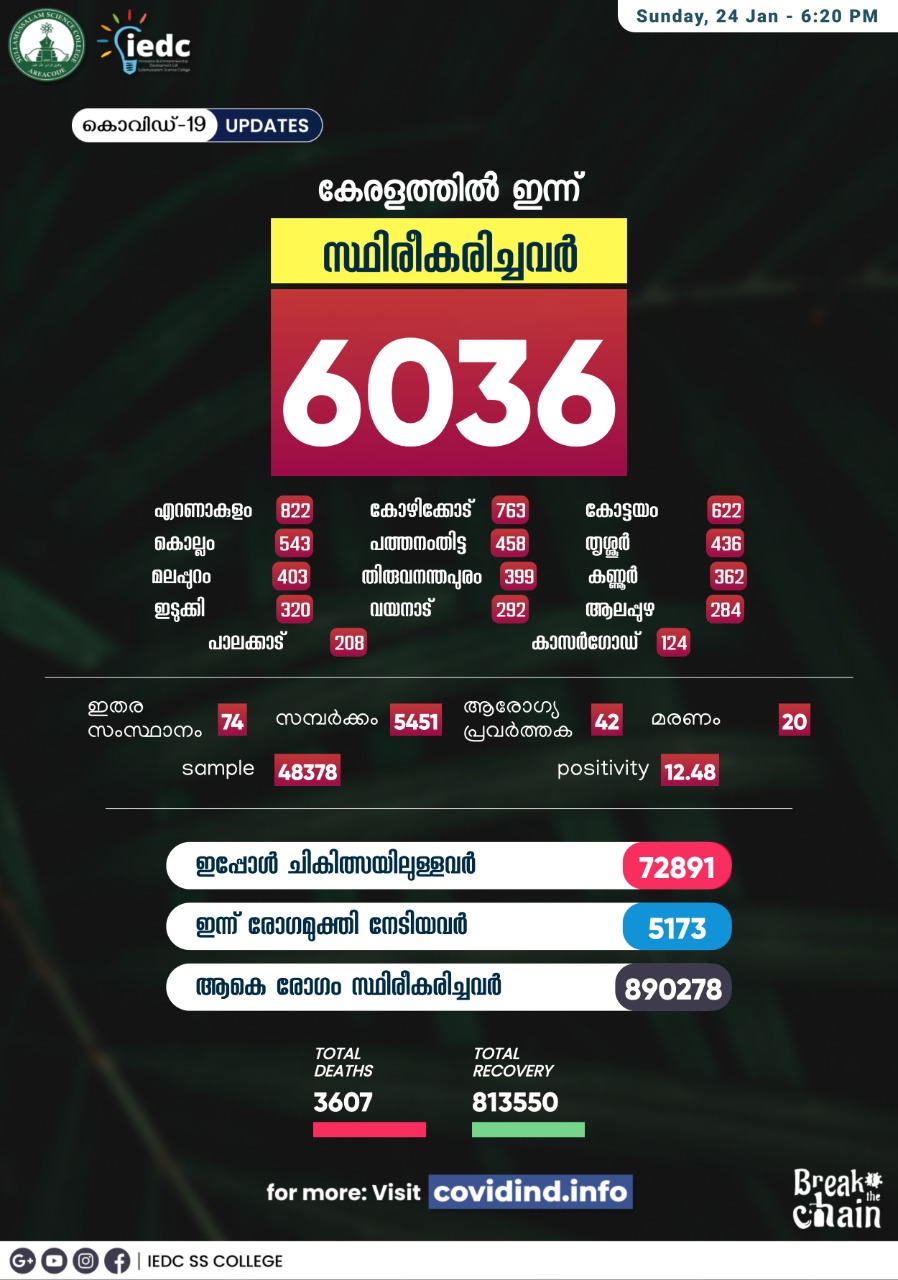 Sunday, 24 Jan - 6:20 PM
SULLAMUSSALAM SCIENCE COLLEGE
AREACODE
iedc
കൊവിഡ്-19 UPDATES
കേരളത്തിൽ ഇന്ന്
സ്ഥിരീകരിച്ചവർ
6036
എറണാകുളം 822 കോഴിക്കോട് 763 കോട്ടയം 622
കൊല്ലം 543 പത്തനംതിട്ട 458 തൃശ്ശൂർ 436
മലപ്പുറം 403 തിരുവനന്തപുരം 399 കണ്ണൂർ 362
ഇടുക്കി 320 വയനാട് 292 ആലപ്പുഴ 284
പാലക്കാട് 208 കാസർഗോഡ് 124
ഇതര
സംസ്ഥാനം 74 സമ്പർക്കം 5451 ആരോഗ്യ
പ്രവർത്തക 42 മരണം 20
sample 48378 positivity 12.48
ഇപ്പോൾ ചികിത്സയിലുള്ളവർ 72891
ഇന്ന് രോഗമുക്തി നേടിയവർ 5173
ആകെ രോഗം സ്ഥിരീകരിച്ചവർ 890278
TOTAL
DEATHS
3607
TOTAL
RECOVERY
813550
for more: Visit covidind.info
Break
the
chain
IEDC SS COLLEGE